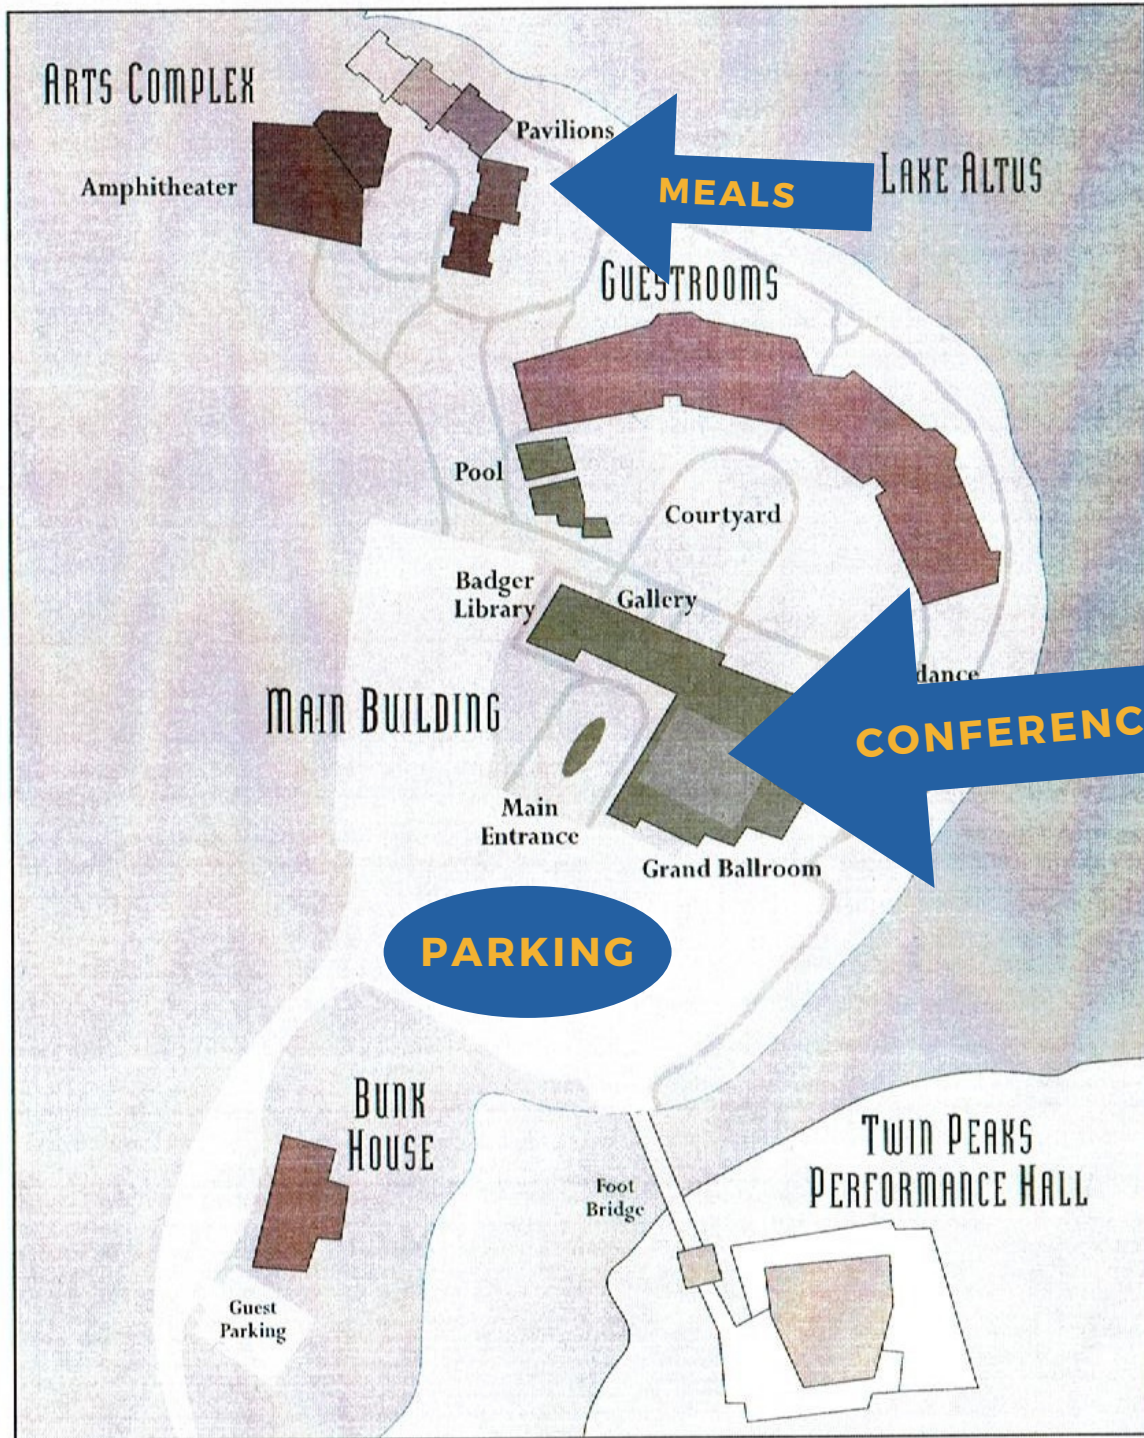 ARTS COMPLEX
Pavilions
Amphitheater
MEALS
LAKE ALTUS
GUESTROOMS
Pool
Courtyard
Badger
Library
Gallery
dance
MAIN BUILDING
CONFERENC
Main
Entrance
Grand Ballroom
PARKING
BUNK
HOUSE
TWIN PEAKS
PERFORMANCE HALL
Foot
Bridge
Guest
Parking